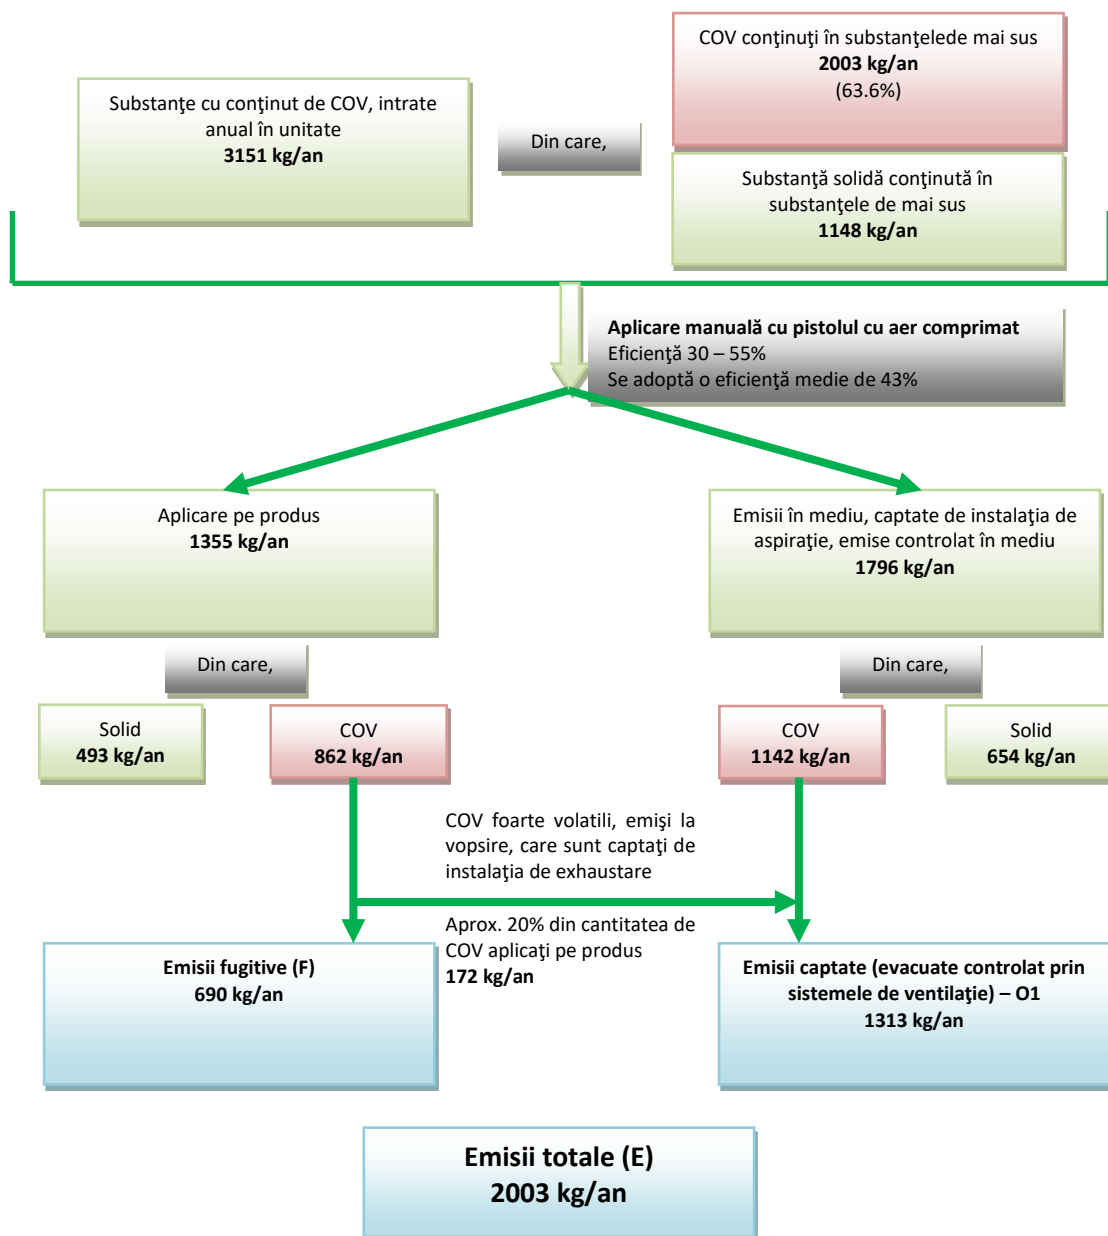 COV conţinuţi în substanţelede mai sus
2003 kg/an
(63.6%)
Substanţe cu conţinut de COV, intrate
anual în unitate
3151 kg/an
Din care,
Substanţă solidă conţinută în
substanţele de mai sus
1148 kg/an
Aplicare manuală cu pistolul cu aer comprimat
Eficienţă 30 – 55%
Se adoptă o eficienţă medie de 43%
Aplicare pe produs
1355 kg/an
Emisii în mediu, captate de instalaţia de
aspiraţie, emise controlat în mediu
1796 kg/an
Din care,
Din care,
Solid
493 kg/an
COV
862 kg/an
COV
1142 kg/an
Solid
654 kg/an
COV foarte volatili, emişi la
vopsire, care sunt captaţi de
instalaţia de exhaustare
Aprox. 20% din cantitatea de
COV aplicaţi pe produs
172 kg/an
Emisii fugitive (F)
690 kg/an
Emisii captate (evacuate controlat prin
sistemele de ventilaţie) – O1
1313 kg/an
Emisii totale (E)
2003 kg/an